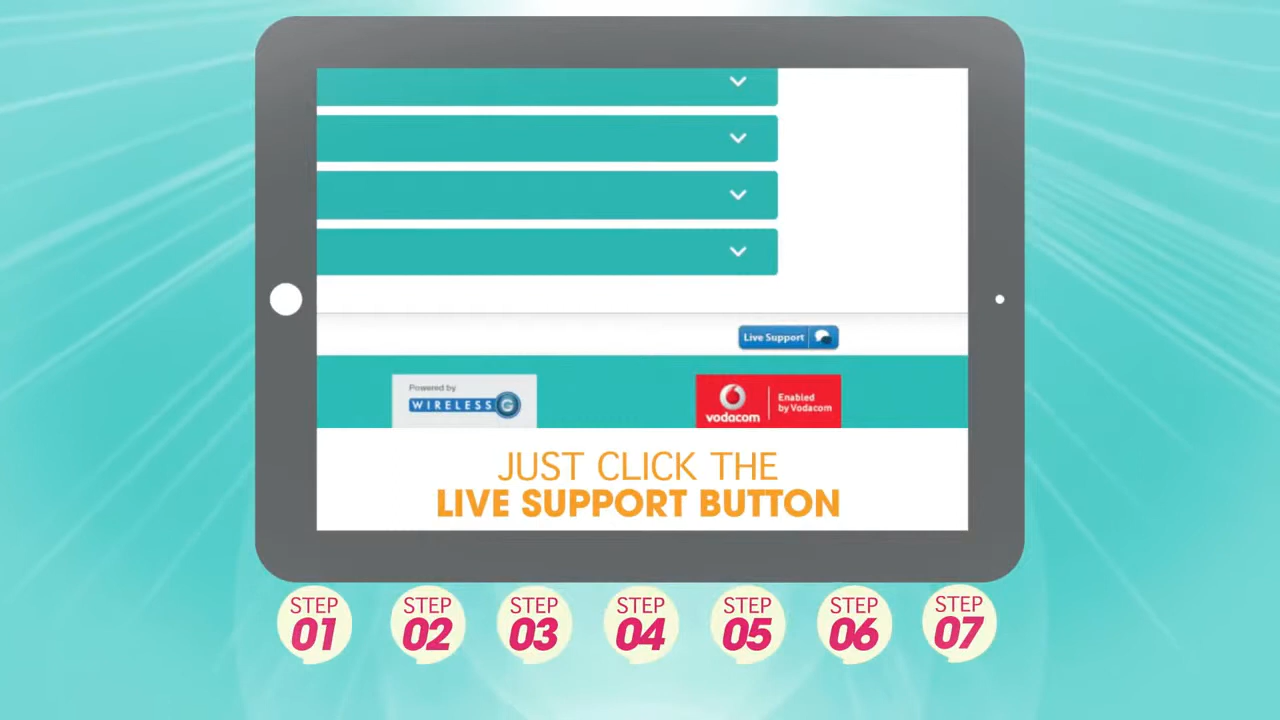 Live Support
Powered by
WIRELESS G
vodacom
Enabled
by Vodacom
JUST CLICK THE
LIVE SUPPORT BUTTON
STEP
01
STEP
02
STEP
03
STEP
04
STEP
05
STEP
06
STEP
07